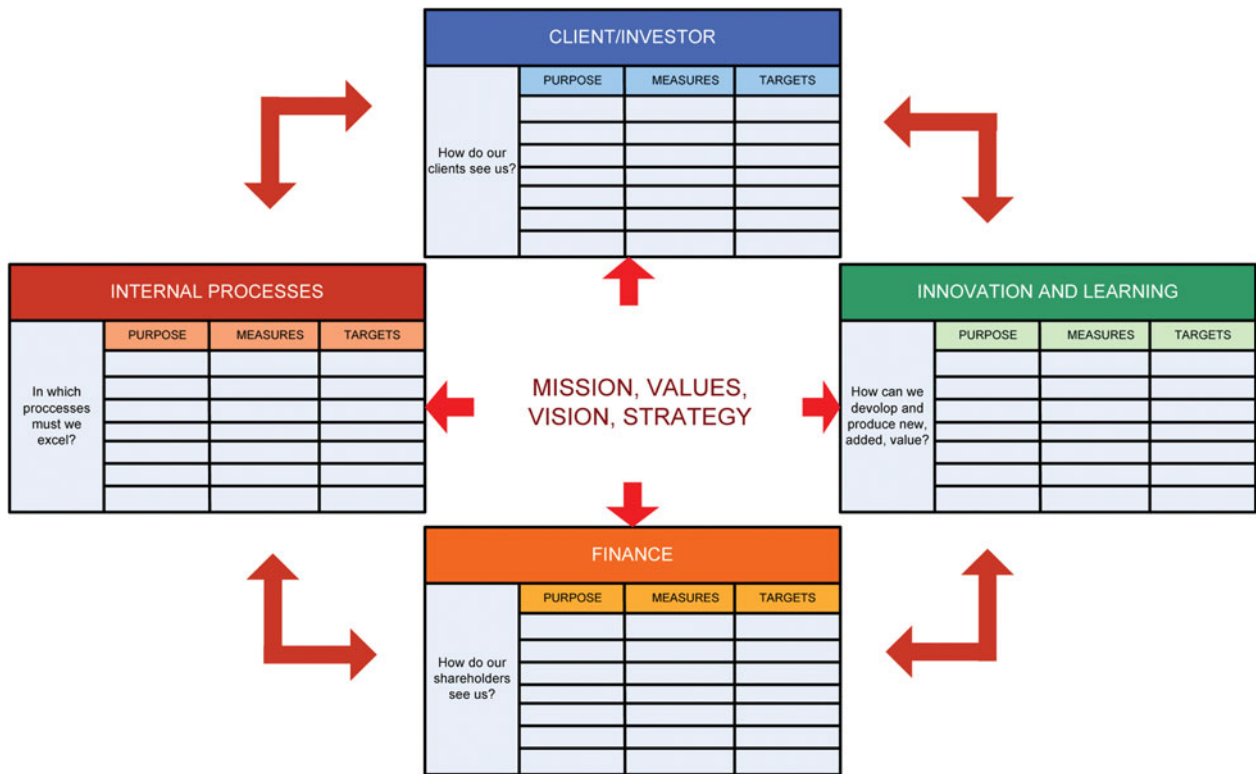 CLIENT/INVESTOR
PURPOSE MEASURES TARGETS
How do our
clients see us?
INTERNAL PROCESSES
PURPOSE MEASURES TARGETS
In which
proccesses
must we
excel?
MISSION, VALUES,
VISION, STRATEGY
INNOVATION AND LEARNING
PURPOSE MEASURES TARGETS
How can we
devolop and
produce new,
added, value?
FINANCE
PURPOSE MEASURES TARGETS
How do our
shareholders
see us?